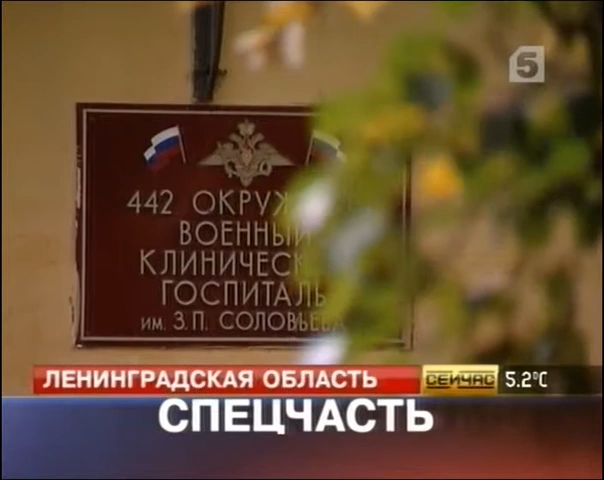 5
442 ОКРУЖ
ВОЕННЫЙ
КЛИНИЧЕСК
ГОСПИТАЛЬ
ИМ. З.П. СОЛОВЬЕВА
ЛЕНИНГРАДСКАЯ ОБЛАСТЬ
СЕЙЧАС 5.2°C
СПЕЦЧАСТЬ